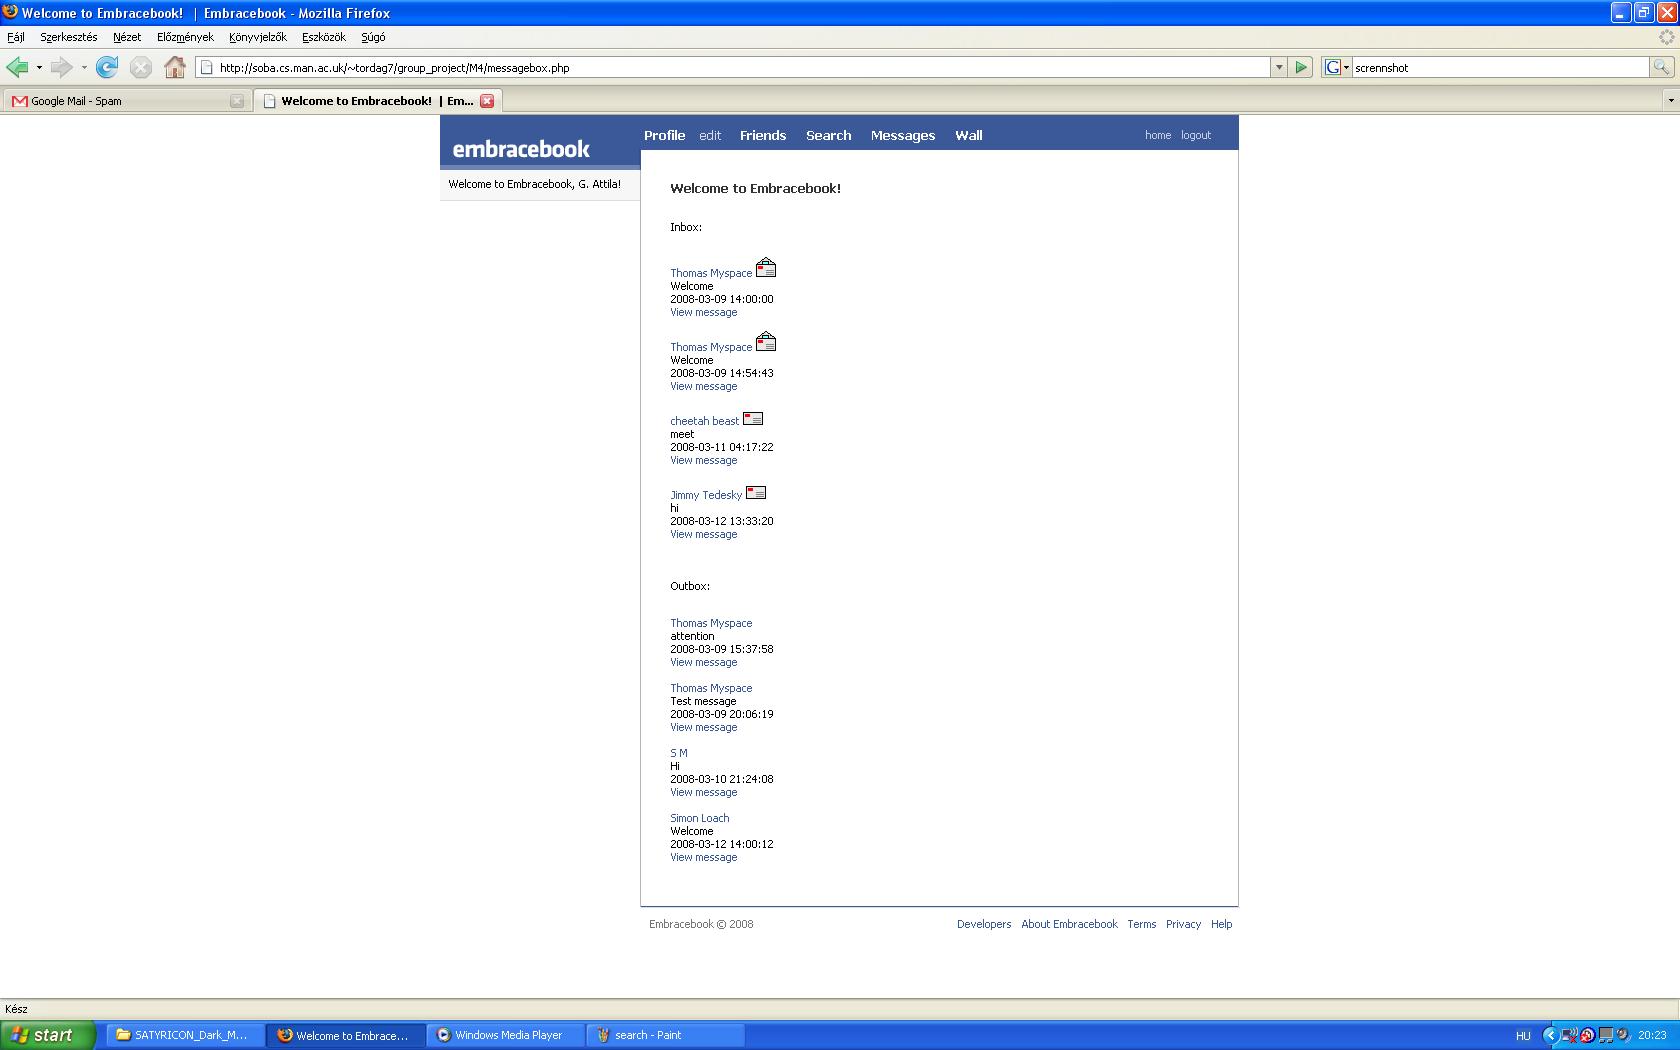 Welcome to Embracebook!   | Embracebook - Mozilla Firefox
Fájl Szerkesztés Nézet Előzmények Könyvjelzők Eszközök Súgó
http://soba.cs.man.ac.uk/~tordag7/group_project/M4/messagebox.php
G scrennshot
Google Mail - Spam
Welcome to Embracebook!  | Em...
embracebook
Profile edit Friends Search Messages Wall home logout
Welcome to Embracebook, G. Attila!
Welcome to Embracebook!
Inbox:
Thomas Myspace
Welcome
2008-03-09 14:00:00
View message
Thomas Myspace
Welcome
2008-03-09 14:54:43
View message
cheetah beast
meet
2008-03-11 04:17:22
View message
Jimmy Tedesky
hi
2008-03-12 13:33:20
View message
Outbox:
Thomas Myspace
attention
2008-03-09 15:37:58
View message
Thomas Myspace
Test message
2008-03-09 20:06:19
View message
S M
Hi
2008-03-10 21:24:08
View message
Simon Loach
Welcome
2008-03-12 14:00:12
View message
Embracebook © 2008
Developers About Embracebook Terms Privacy Help
Kész
start
SATYRICON_Dark_M...
Welcome to Embrace...
Windows Media Player
search - Paint
HU
20:23